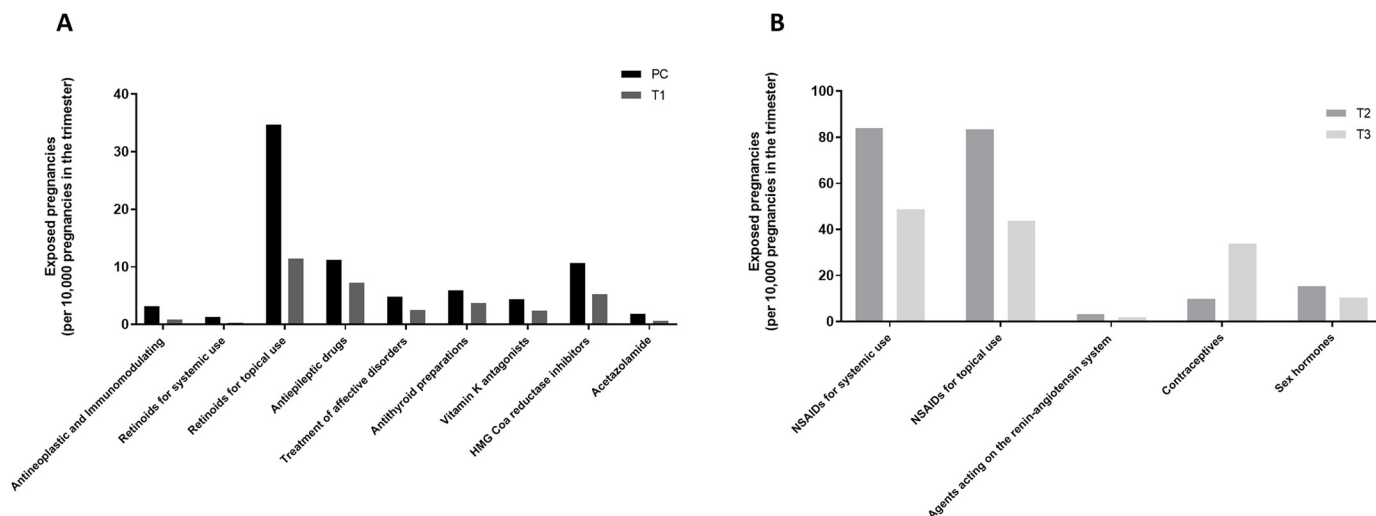 A
Exposed pregnancies
(per 10,000 pregnancies in the trimester)
40
30
20
10
0
PC
T1
Antineoplastic and Immunomodulating
Retinoids for systemic use
Retinoids for topical use
Antiepileptic drugs
Treatment of affective disorders
Antithyroid preparations
Vitamin K antagonists
HMG Coa reductase inhibitors
Acetazolamide
B
Exposed pregnancies
(per 10,000 pregnancies in the trimester)
100
80
60
40
20
0
T2
T3
NSAIDs for systemic use
NSAIDs for topical use
Agents acting on the renin-angiotensin system
Contraceptives
Sex hormones